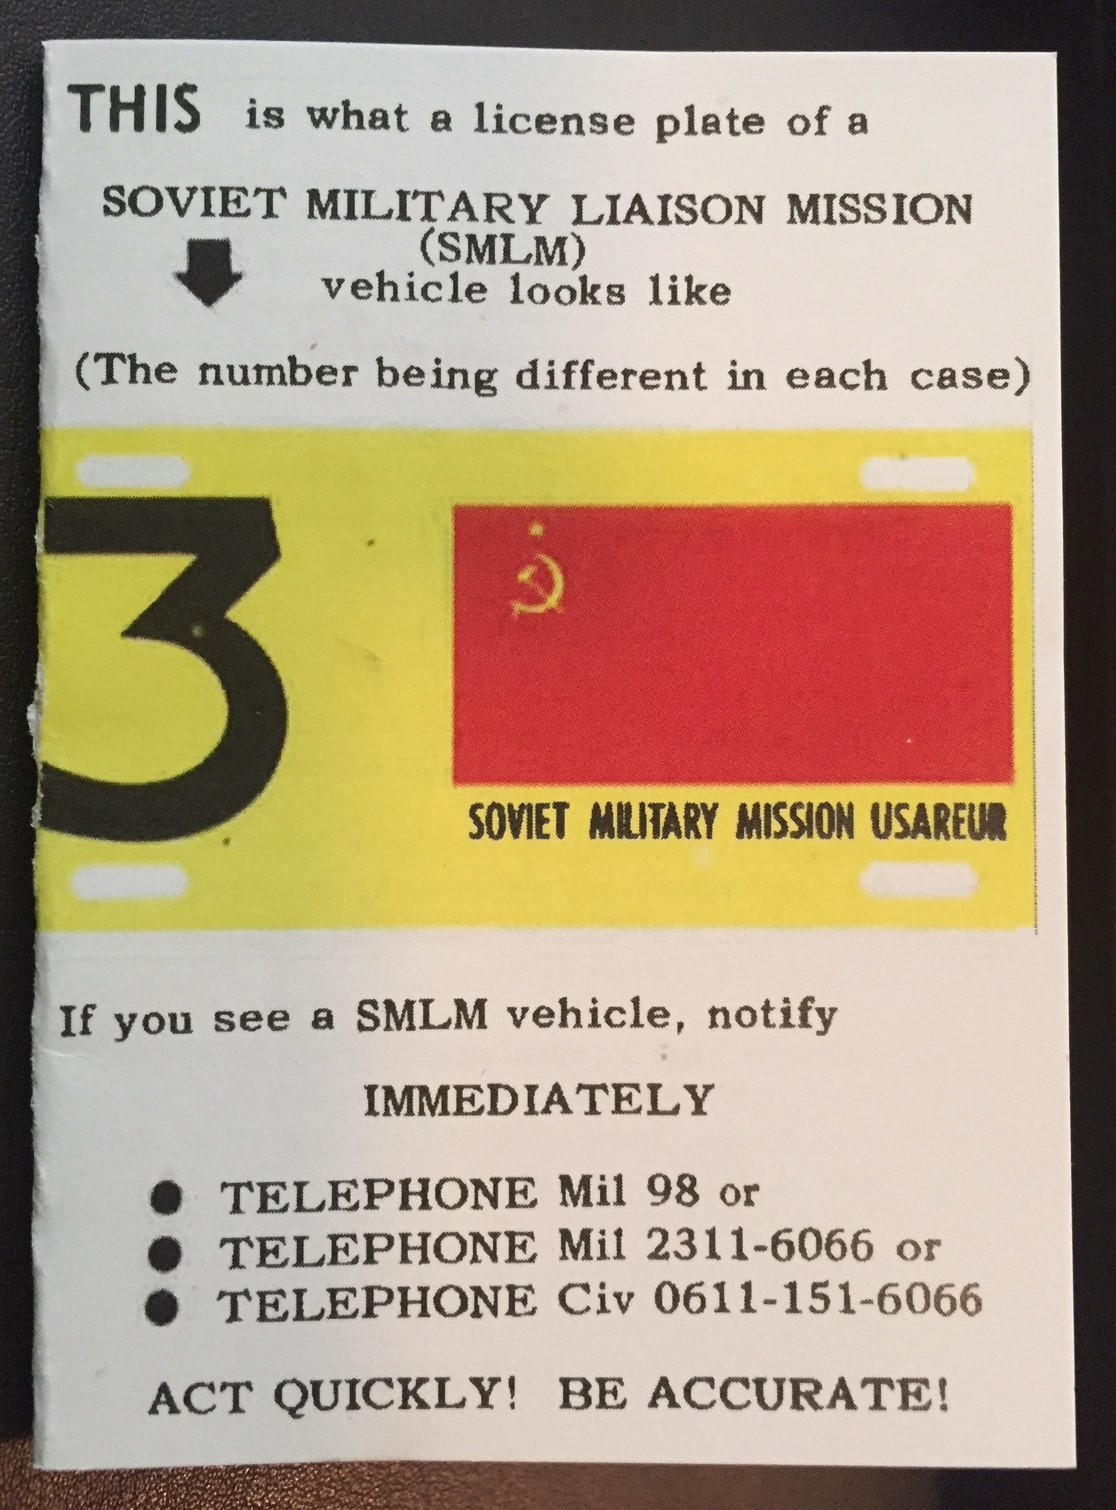 THIS is what a license plate of a
SOVIET MILITARY LIAISON MISSION
(SMLM)
vehicle looks like
(The number being different in each case)
3
SOVIET MILITARY MISSION USAREUR
If you see a SMLM vehicle, notify
IMMEDIATELY
● TELEPHONE Mil 98 or
● TELEPHONE Mil 2311-6066 or
● TELEPHONE Civ 0611-151-6066
ACT QUICKLY! BE ACCURATE!